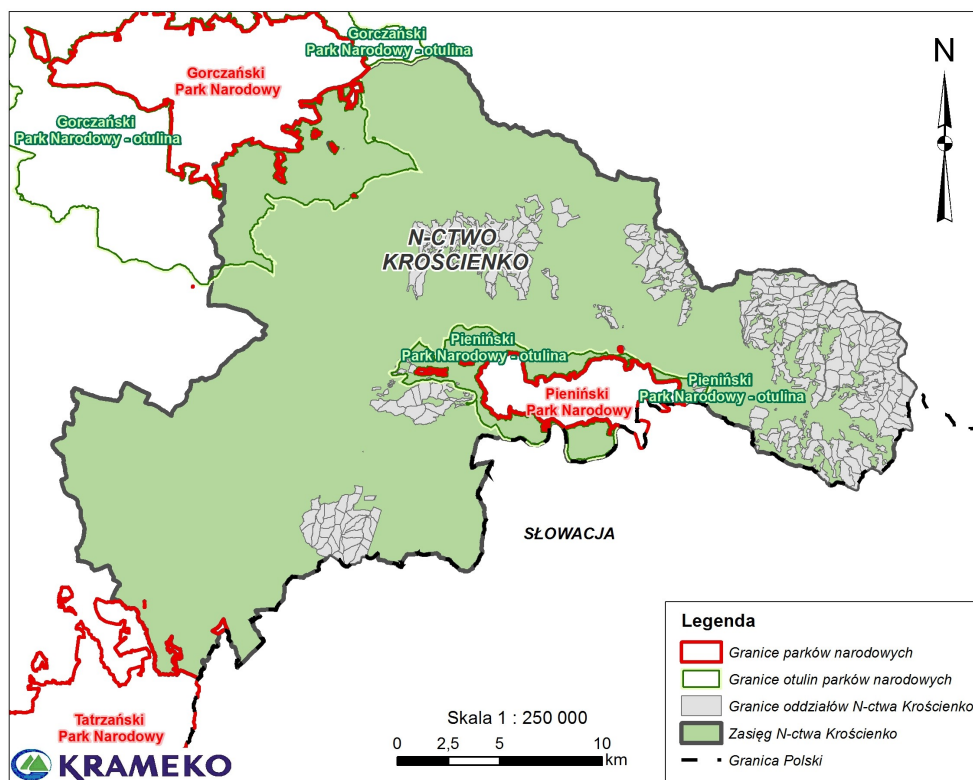 Gorczański
Park Narodowy - otulina
Gorczański
Park Narodowy
N
Gorczański
Park Narodowy - otulina
N-CTWO
KROŚCIENKO
Pieniński
Park Narodowy - otulina
Pieniński
Park Narodowy - otulina
Pieniński
Park Narodowy
SŁOWACJA
Tatrzański
Park Narodowy
KRAMEKO
Skala 1 : 250 000
0 2,5 5 10
km
Legenda
Granice parków narodowych
Granice otulin parków narodowych
Granice oddziałów N-ctwa Krościenko
Zasięg N-ctwa Krościenko
Granica Polski